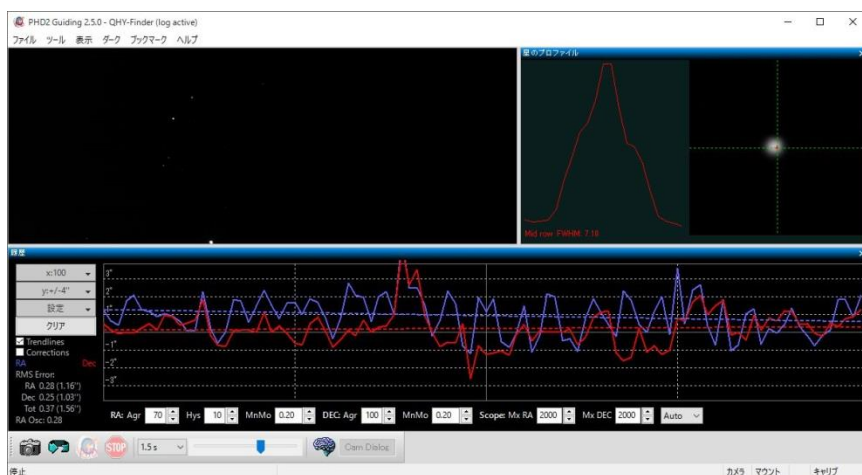 PHD2 Guiding 2.5.0 - QHY-Finder (log active)
ファイル ツール 表示 ダーク ブックマーク ヘルプ
星のプロファイル
Mid row FWHM: 7.18
履歴
x:100
y:+/-4"
設定
クリア
Trendlines
Corrections
RA Dec
RMS Error:
RA 0.28 (1.16")
Dec 0.25 (1.03")
Tot 0.37 (1.56")
RA Osc: 0.28
3"
2"
1"
0"
-1"
-2"
-3"
RA: Agr 70 Hys 10 MnMo 0.20 DEC: Agr 100 MnMo 0.20 Scope: Mx RA 2000 Mx DEC 2000 Auto
STOP 1.5 s Cam Dialog
停止 カメラ マウント キャリブ